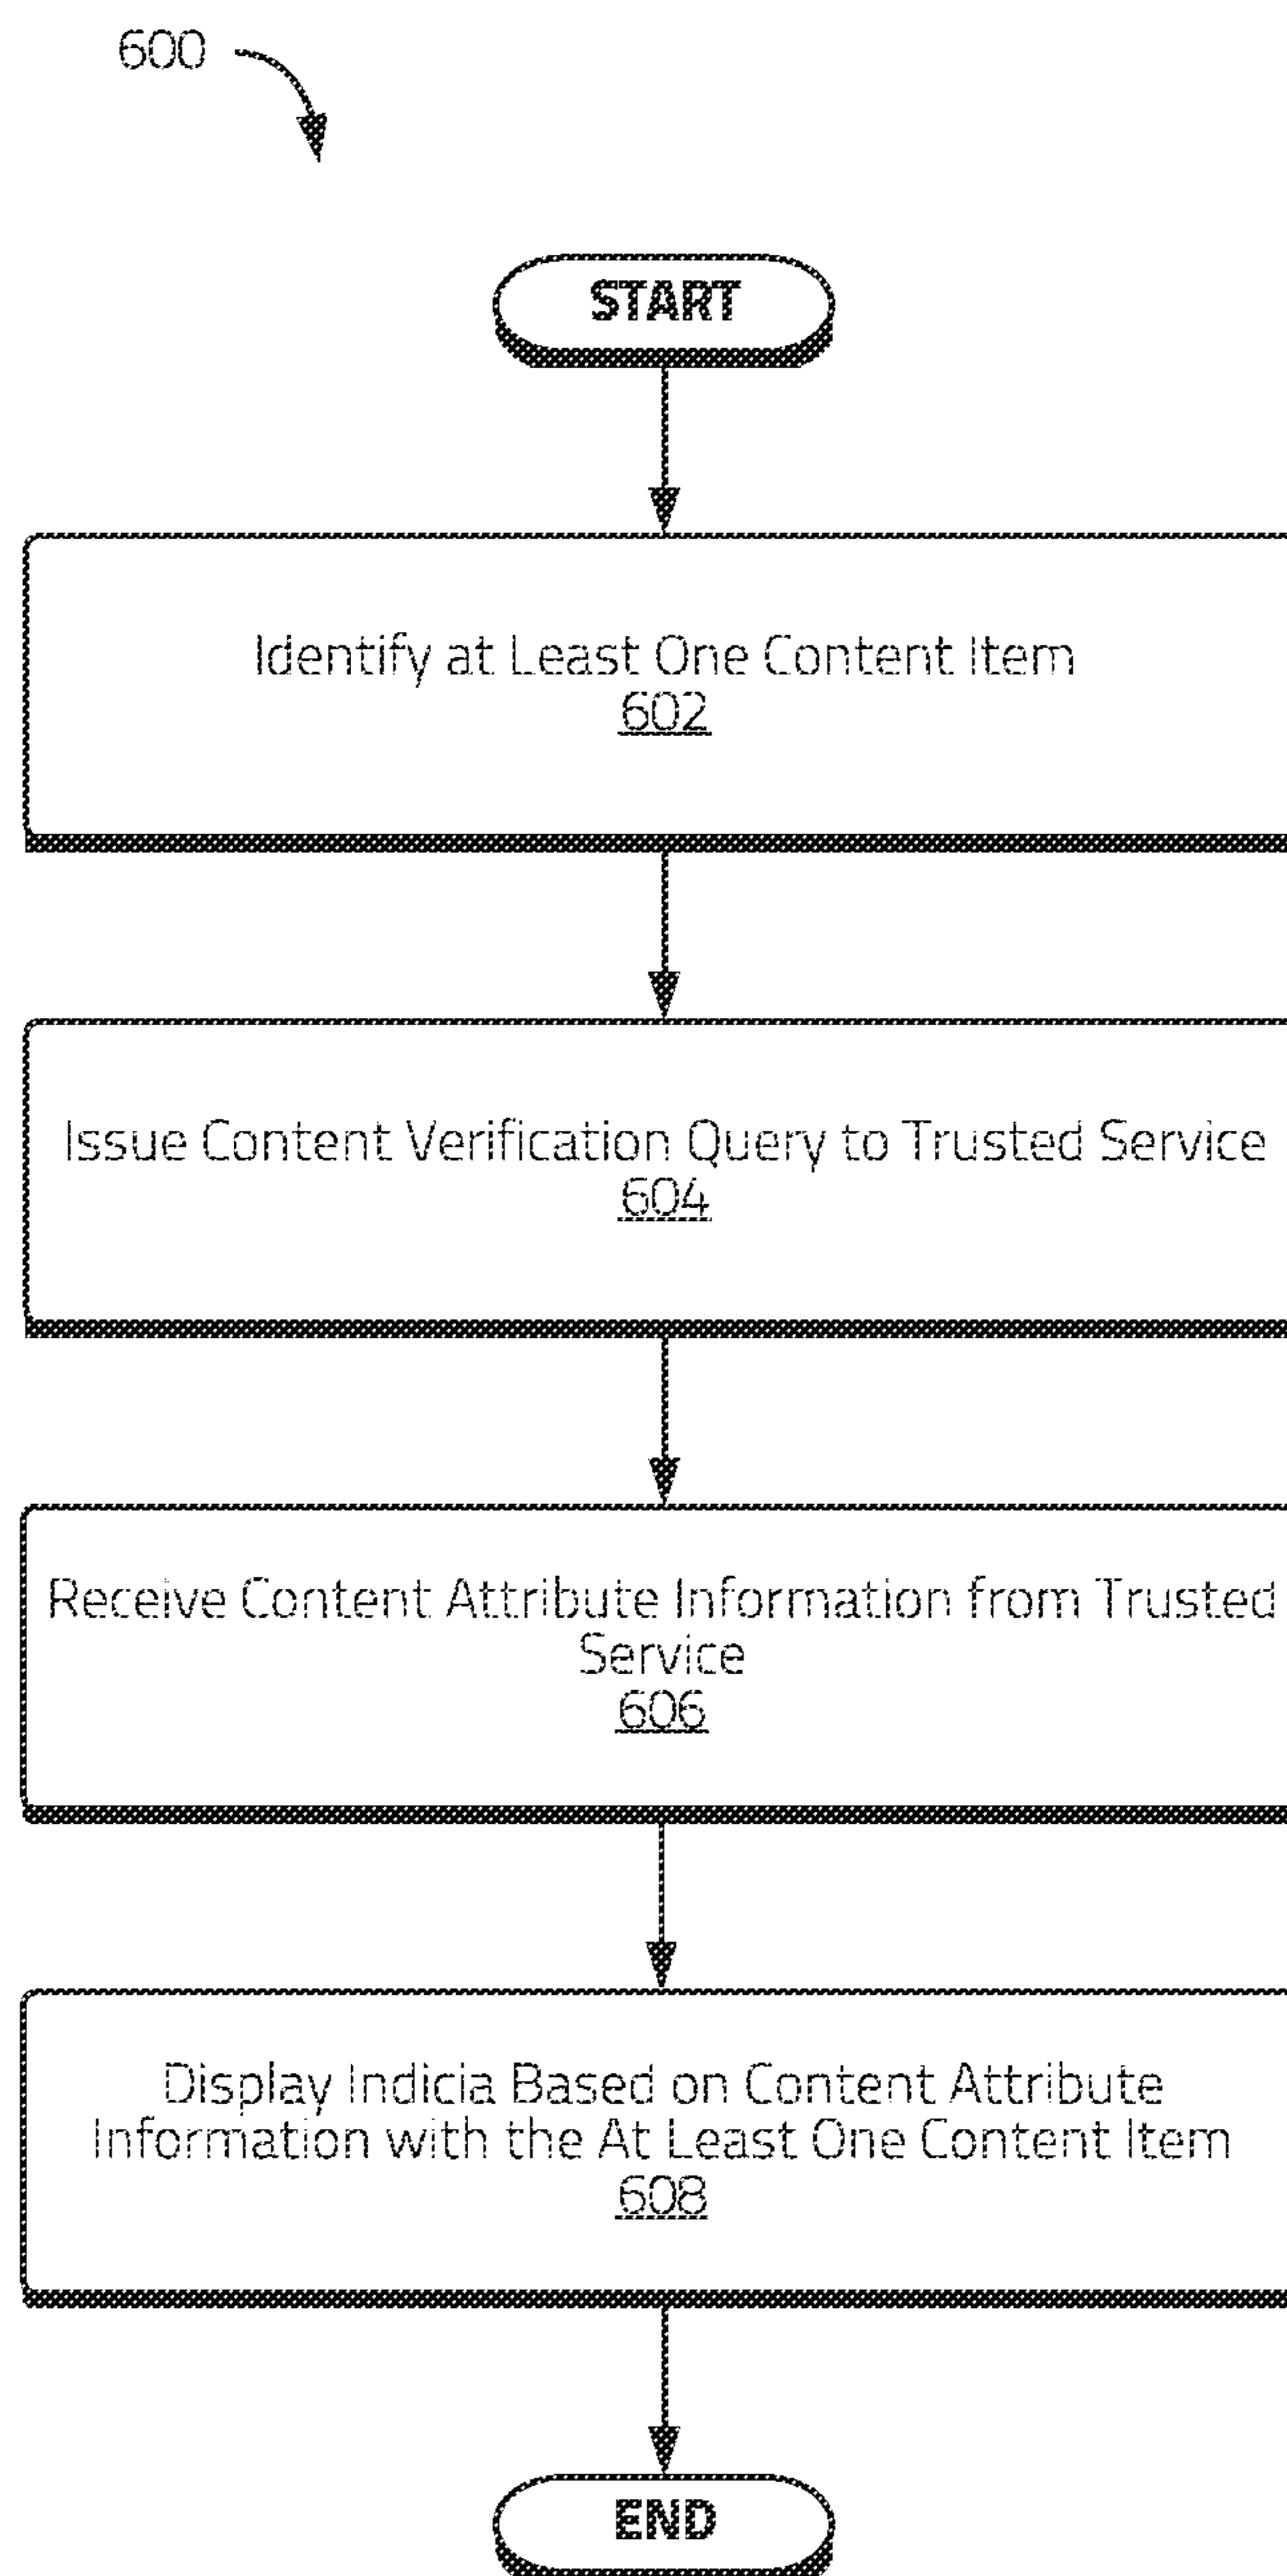 600
START
Identify at Least One Content Item
602
Issue Content Verification Query to Trusted Service
604
Receive Content Attribute Information from Trusted
Service
606
Display Indicia Based on Content Attribute
Information with the At Least One Content Item
608
END